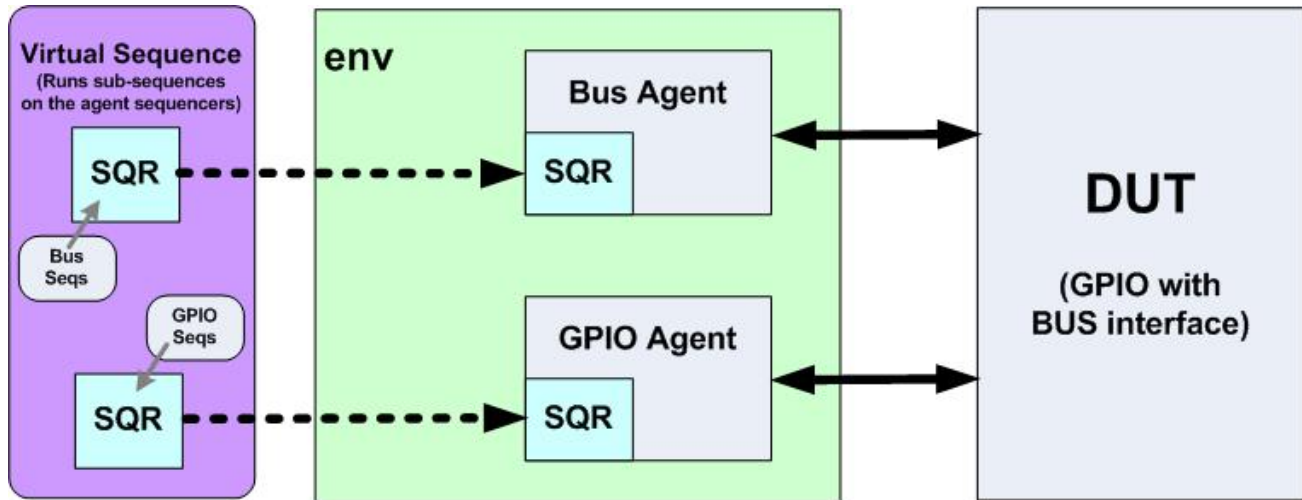 Virtual Sequence
(Runs sub-sequences
on the agent sequencers)
SQR
Bus
Seqs
GPIO
Seqs
SQR
env
Bus Agent
SQR
GPIO Agent
SQR
DUT
(GPIO with
BUS interface)